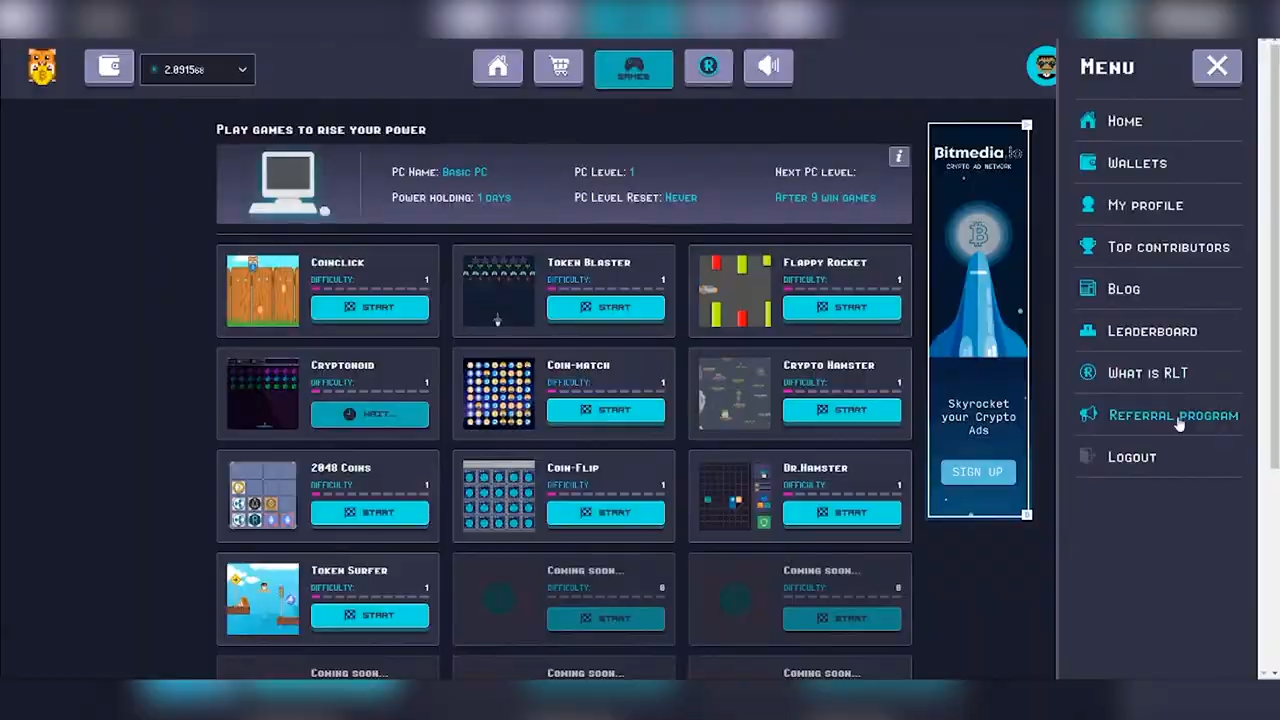 2.091568
GAMES
MENU
PLAY GAMES TO RISE YOUR POWER
PC NAME: BASIC PC
PC LEVEL: 1
NEXT PC LEVEL:
POWER HOLDING: 1 DAYS
PC LEVEL RESET: NEVER
AFTER 9 WIN GAMES
COINCLICK
DIFFICULTY: 1
START
TOKEN BLASTER
DIFFICULTY: 1
START
FLAPPY ROCKET
DIFFICULTY: 1
START
CRYPTONOID
DIFFICULTY: 1
WAIT...
COIN-MATCH
DIFFICULTY: 1
START
CRYPTO HAMSTER
DIFFICULTY: 1
START
2048 COINS
DIFFICULTY: 1
START
COIN-FLIP
DIFFICULTY: 1
START
DR.HAMSTER
DIFFICULTY: 1
START
TOKEN SURFER
DIFFICULTY: 1
START
COMING SOON...
DIFFICULTY: 0
START
COMING SOON...
DIFFICULTY: 0
START
COMING SOON...
COMING SOON...
COMING SOON...
Bitmedia.io
CRYPTO AD NETWORK
Skyrocket
your Crypto
Ads
SIGN UP
HOME
WALLETS
MY PROFILE
TOP CONTRIBUTORS
BLOG
LEADERBOARD
WHAT IS RLT
REFERRAL PROGRAM
LOGOUT